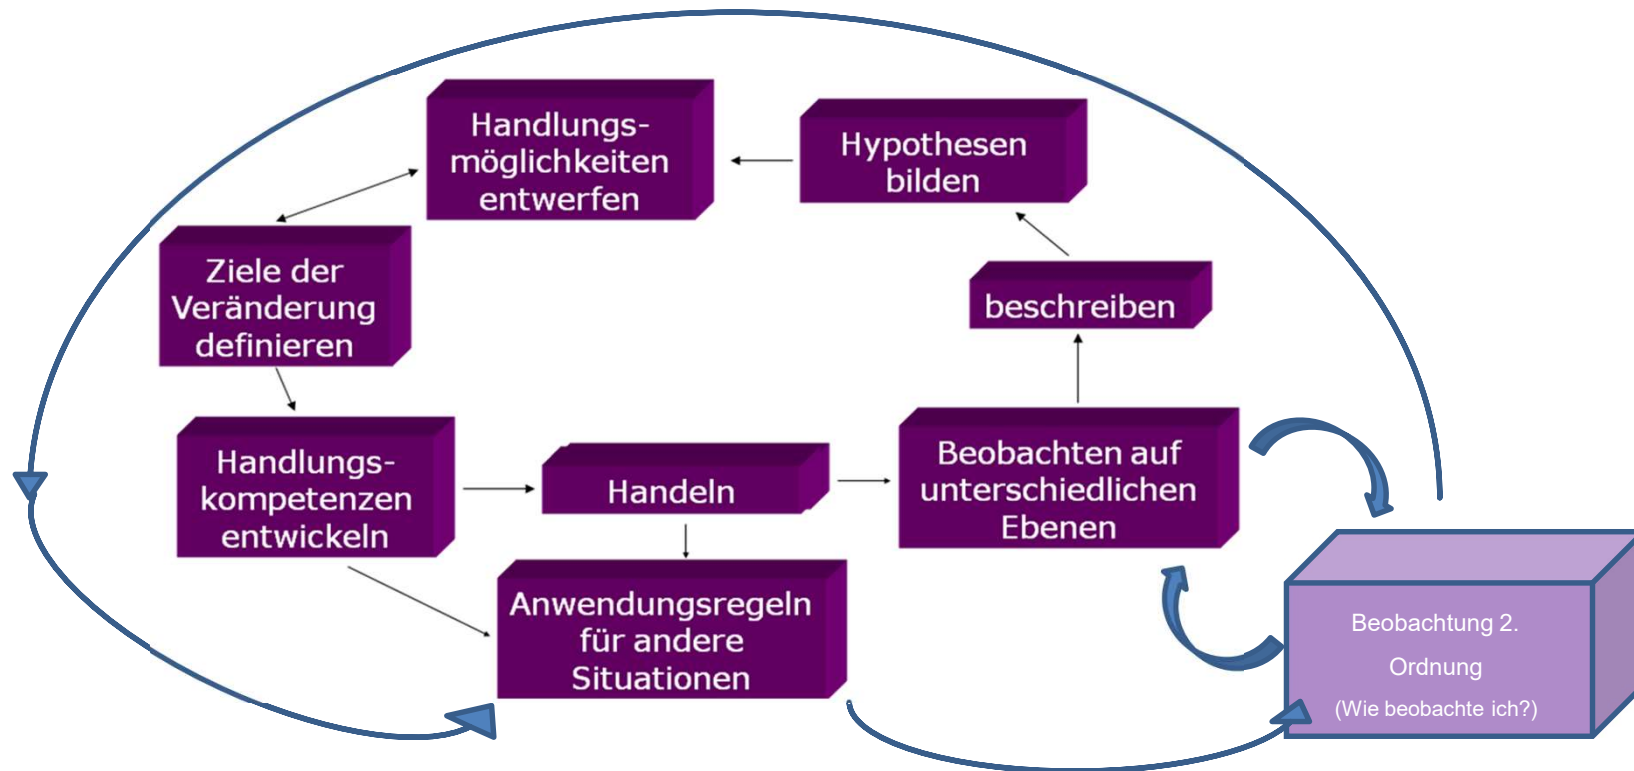 Handlungs-
möglichkeiten
entwerfen
Hypothesen
bilden
Ziele der
Veränderung
definieren
beschreiben
Handlungs-
kompetenzen
entwickeln
Handeln
Beobachten auf
unterschiedlichen
Ebenen
Anwendungsregeln
für andere
Situationen
Beobachtung 2.
Ordnung
(Wie beobachte ich?)